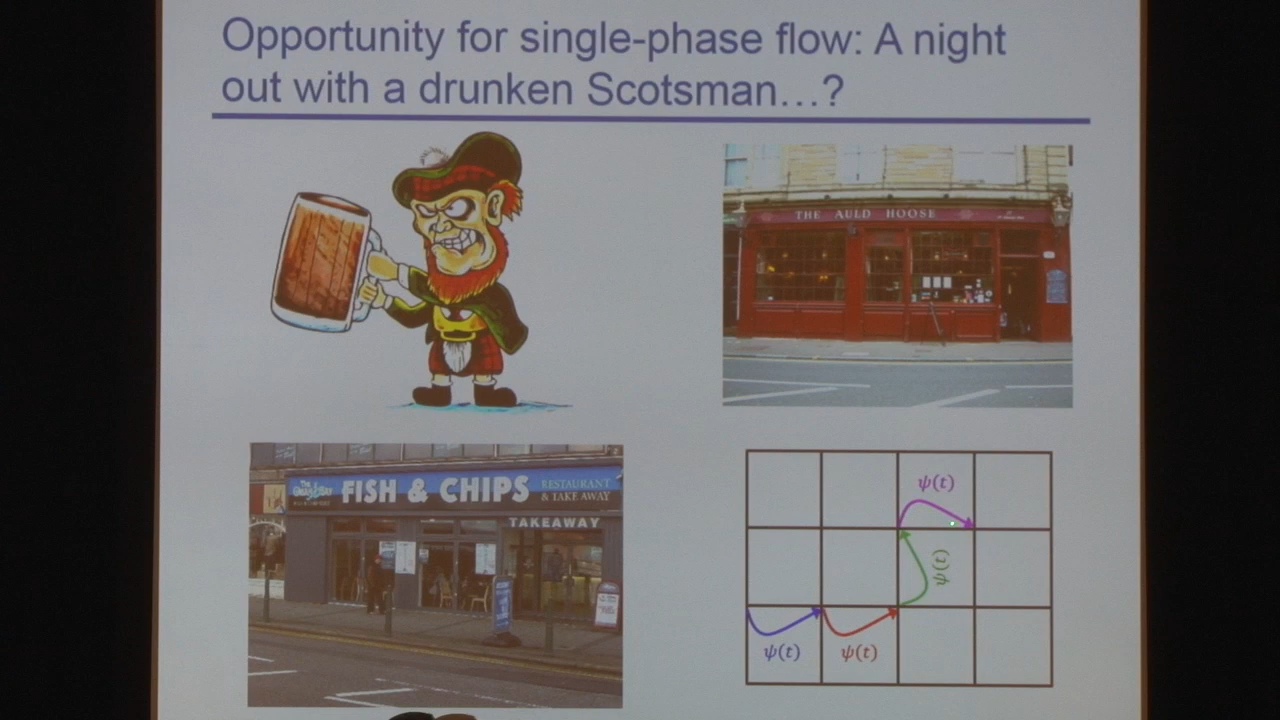 Opportunity for single-phase flow: A night
out with a drunken Scotsman...?
THE AULD HOOSE
FISH & CHIPS
RESTAURANT
& TAKE AWAY
TAKEAWAY
ψ(t)
ψ(t)
ψ(t)
ψ(t)